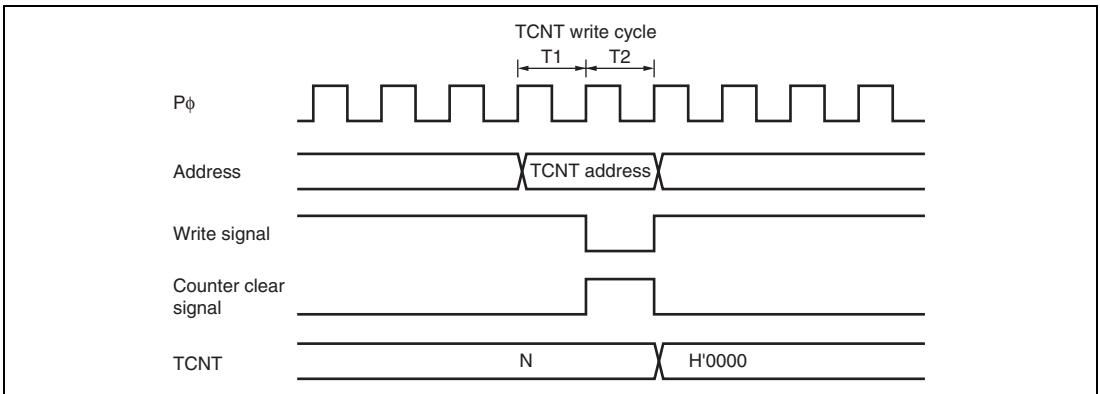 TCNT write cycle
T1 T2
Pϕ
Address
TCNT address
Write signal
Counter clear
signal
TCNT
N
H'0000